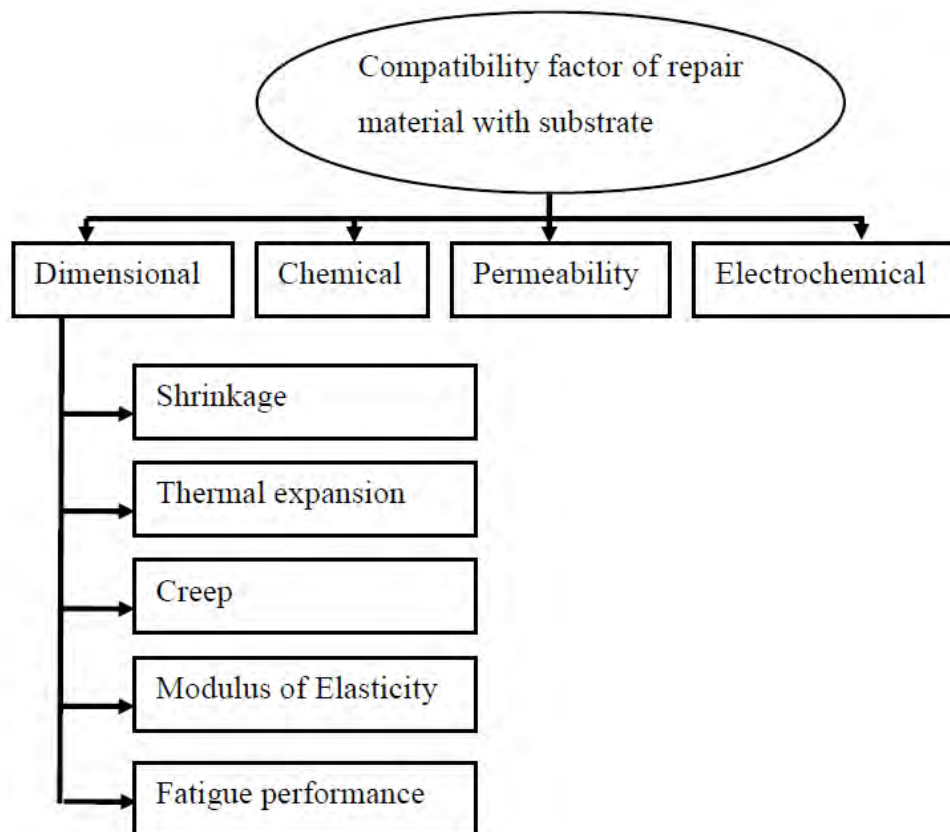 Compatibility factor of repair
material with substrate
Dimensional
Chemical
Permeability
Electrochemical
Shrinkage
Thermal expansion
Creep
Modulus of Elasticity
Fatigue performance